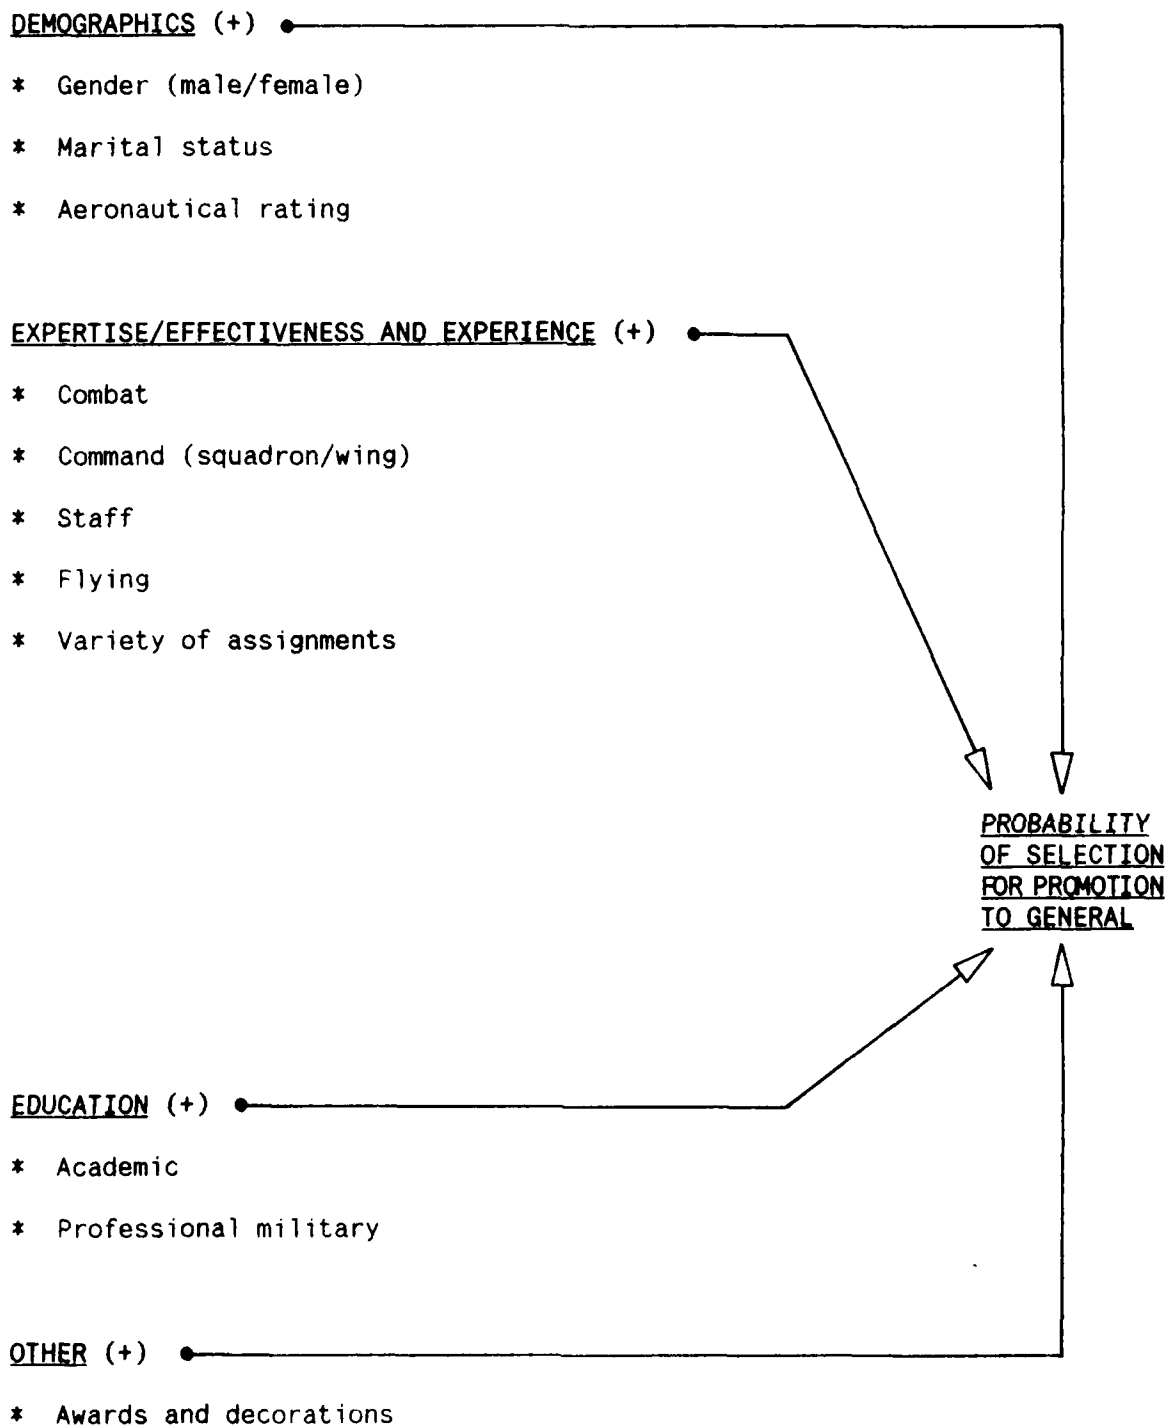 DEMOGRAPHICS (+)
* Gender (male/female)
* Marital status
* Aeronautical rating
EXPERTISE/EFFECTIVENESS AND EXPERIENCE (+)
* Combat
* Command (squadron/wing)
* Staff
* Flying
* Variety of assignments
PROBABILITY
OF SELECTION
FOR PROMOTION
TO GENERAL
EDUCATION (+)
* Academic
* Professional military
OTHER (+)
* Awards and decorations